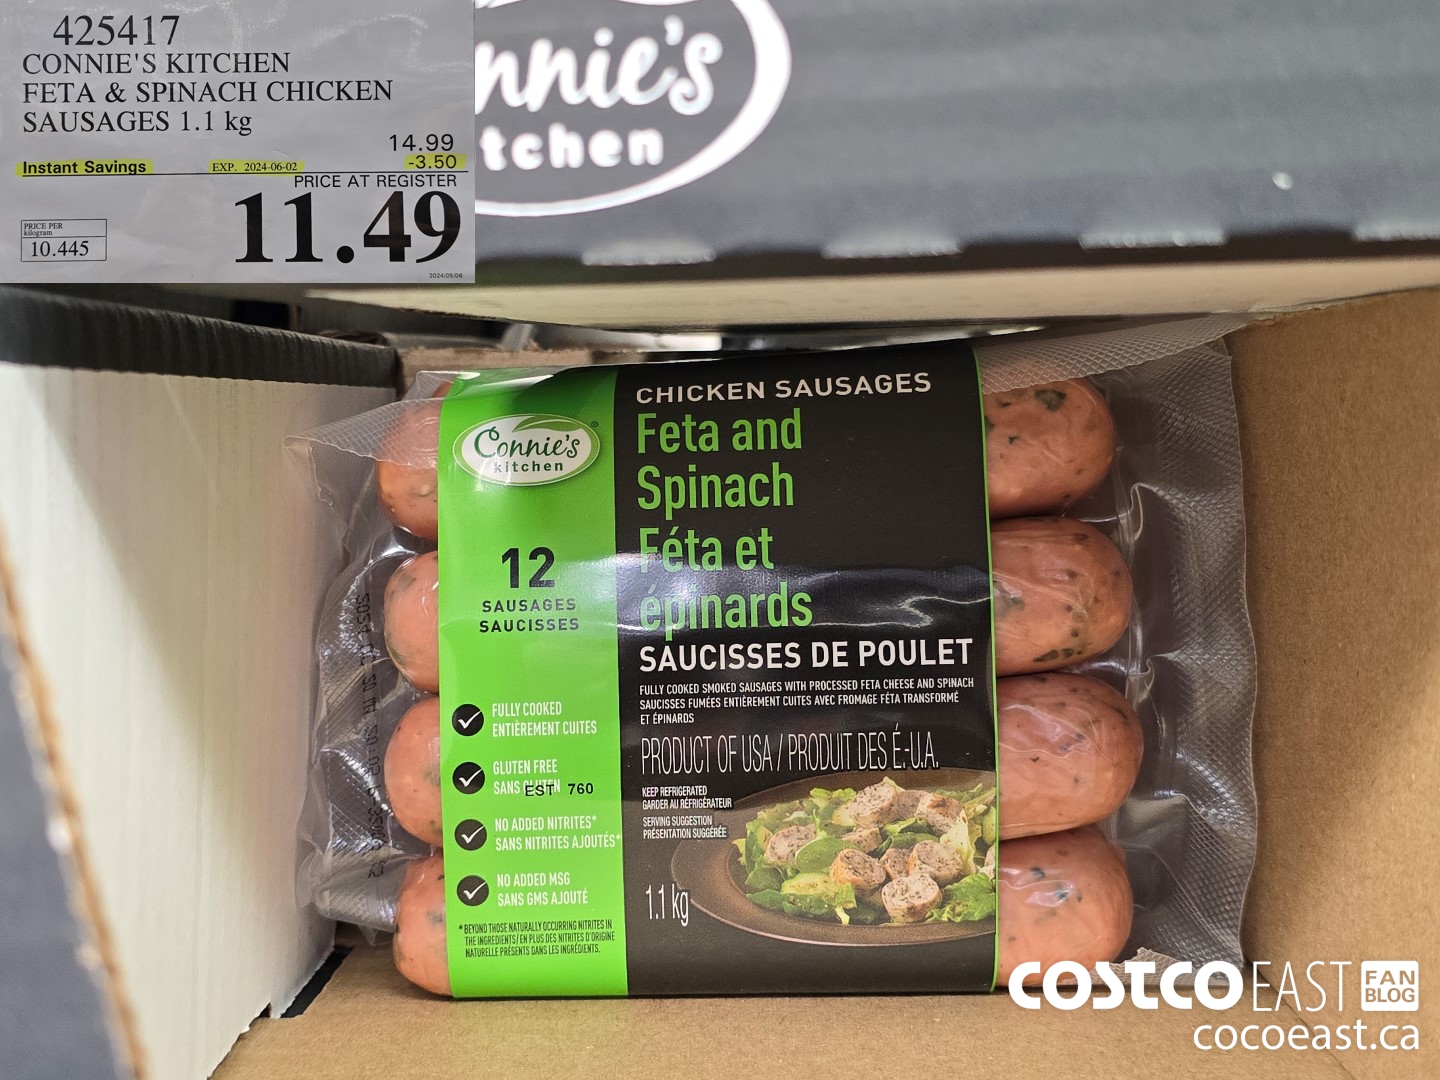 425417
CONNIE'S KITCHEN
FETA & SPINACH CHICKEN
SAUSAGES 1.1 kg
14.99
Instant Savings EXP. 2024-06-02 -3.50
PRICE AT REGISTER
PRICE PER
kilogram
10.445
11.49
2024/05/06
nnie's
tchen
Connie's
kitchen
®
12
SAUSAGES
SAUCISSES
FULLY COOKED
ENTIÈREMENT CUITES
GLUTEN FREE
SANS GLUTEN
EST 760
NO ADDED NITRITES*
SANS NITRITES AJOUTÉS*
NO ADDED MSG
SANS GMS AJOUTÉ
*BEYOND THOSE NATURALLY OCCURRING NITRITES IN
THE INGREDIENTS/EN PLUS DES NITRITES D'ORIGINE
NATURELLE PRÉSENTS DANS LES INGRÉDIENTS.
CHICKEN SAUSAGES
Feta and
Spinach
Féta et
épinards
SAUCISSES DE POULET
FULLY COOKED SMOKED SAUSAGES WITH PROCESSED FETA CHEESE AND SPINACH
SAUCISSES FUMÉES ENTIÈREMENT CUITES AVEC FROMAGE FÉTA TRANSFORMÉ
ET ÉPINARDS
PRODUCT OF USA / PRODUIT DES É.-U.A.
KEEP REFRIGERATED
GARDER AU RÉFRIGÉRATEUR
SERVING SUGGESTION
PRÉSENTATION SUGGÉRÉE
1.1 kg
COSTCO EAST FAN
BLOG
cocoeast.ca